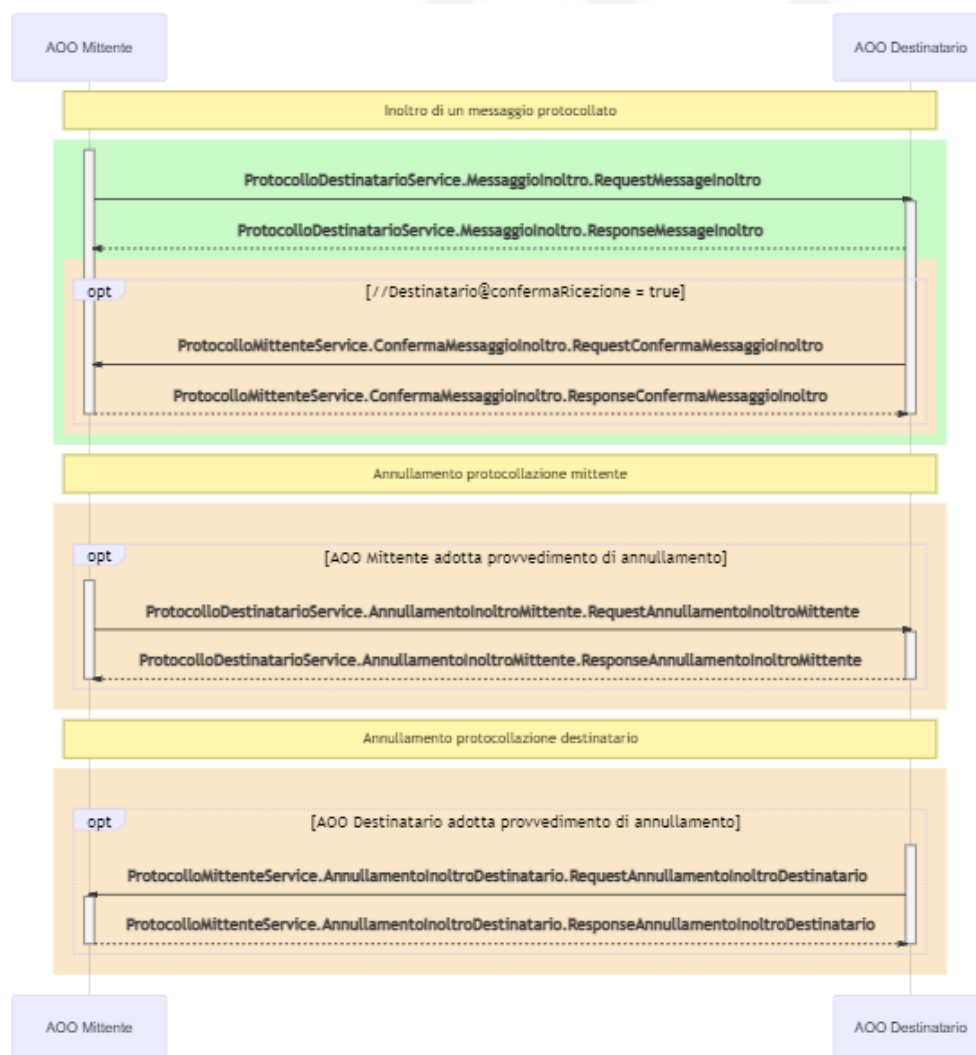 AOO Mittente
AOO Destinatario
Inoltro di un messaggio protocollato
ProtocolloDestinatarioService.MessaggioInoltro.RequestMessageInoltro
ProtocolloDestinatarioService.MessaggioInoltro.ResponseMessageInoltro
opt
[//Destinatario@confermaRicezione = true]
ProtocolloMittenteService.ConfermaMessaggioInoltro.RequestConfermaMessaggioInoltro
ProtocolloMittenteService.ConfermaMessaggioInoltro.ResponseConfermaMessaggioInoltro
Annullamento protocollazione mittente
opt
[AOO Mittente adotta provvedimento di annullamento]
ProtocolloDestinatarioService.AnnullamentoInoltroMittente.RequestAnnullamentoInoltroMittente
ProtocolloDestinatarioService.AnnullamentoInoltroMittente.ResponseAnnullamentoInoltroMittente
Annullamento protocollazione destinatario
opt
[AOO Destinatario adotta provvedimento di annullamento]
ProtocolloMittenteService.AnnullamentoInoltroDestinatario.RequestAnnullamentoInoltroDestinatario
ProtocolloMittenteService.AnnullamentoInoltroDestinatario.ResponseAnnullamentoInoltroDestinatario
AOO Mittente
AOO Destinatario